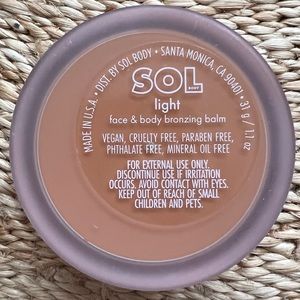 MADE IN U.S.A. • DIST. BY SOL BODY • SANTA MONICA, CA 90401 • 31 g / 1.1 oz
SOL
BODY
light
face & body bronzing balm
VEGAN, CRUELTY FREE, PARABEN FREE,
PHTHALATE FREE, MINERAL OIL FREE
FOR EXTERNAL USE ONLY.
DISCONTINUE USE IF IRRITATION
OCCURS. AVOID CONTACT WITH EYES.
KEEP OUT OF REACH OF SMALL
CHILDREN AND PETS.